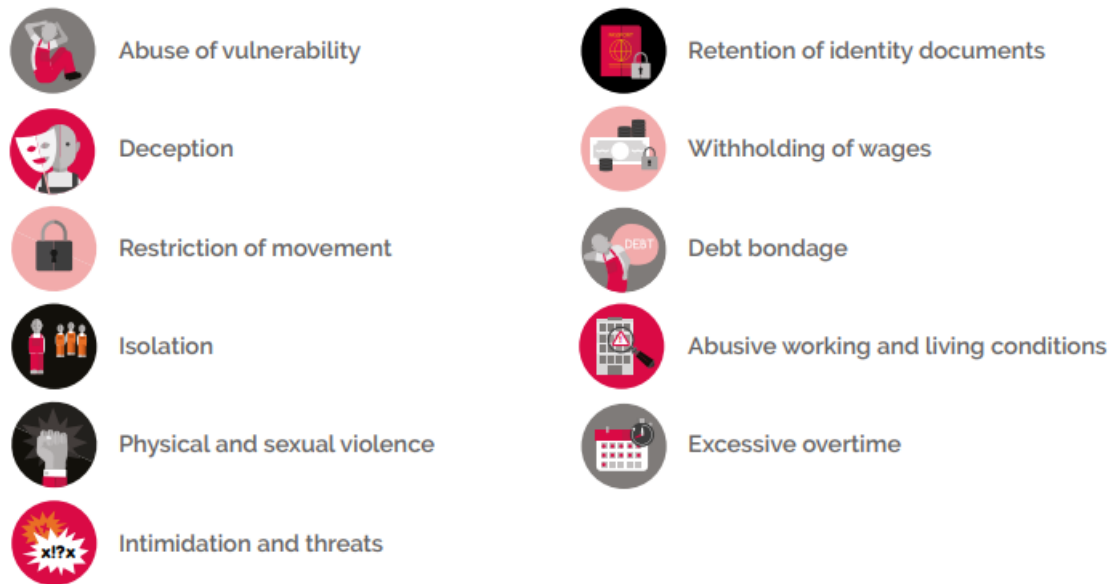 Abuse of vulnerability
Deception
Restriction of movement
Isolation
Physical and sexual violence
x!?x
Intimidation and threats
PASSPORT
Retention of identity documents
Withholding of wages
DEBT
Debt bondage
Abusive working and living conditions
Excessive overtime